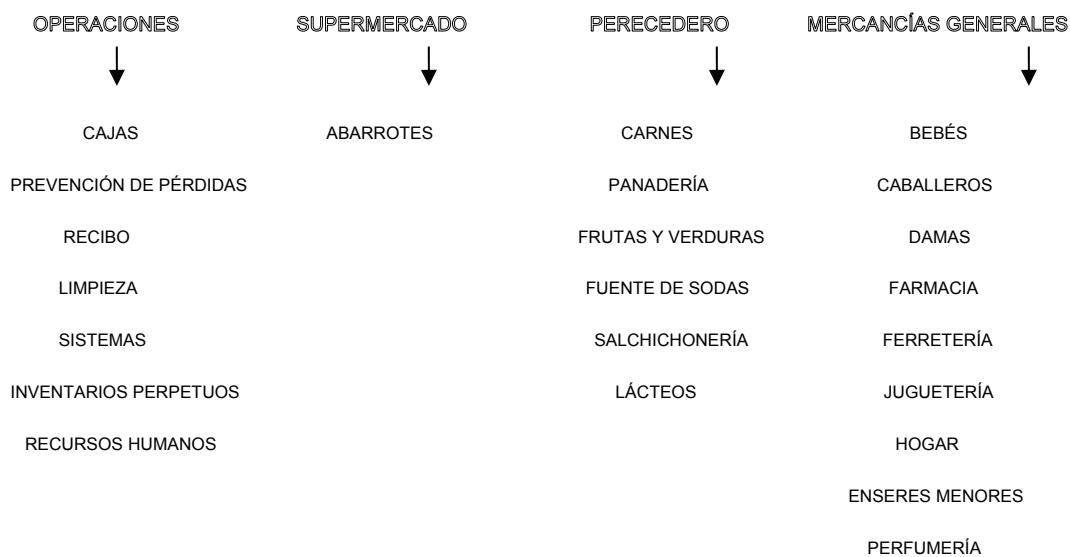 OPERACIONES SUPERMERCADO PERECEDERO MERCANCÍAS GENERALES
CAJAS ABARROTES CARNES BEBÉS
PREVENCIÓN DE PÉRDIDAS PANADERÍA CABALLEROS
RECIBO FRUTAS Y VERDURAS DAMAS
LIMPIEZA FUENTE DE SODAS FARMACIA
SISTEMAS SALCHICHONERÍA FERRETERÍA
INVENTARIOS PERPETUOS LÁCTEOS JUGUETERÍA
RECURSOS HUMANOS HOGAR
ENSERES MENORES
PERFUMERÍA